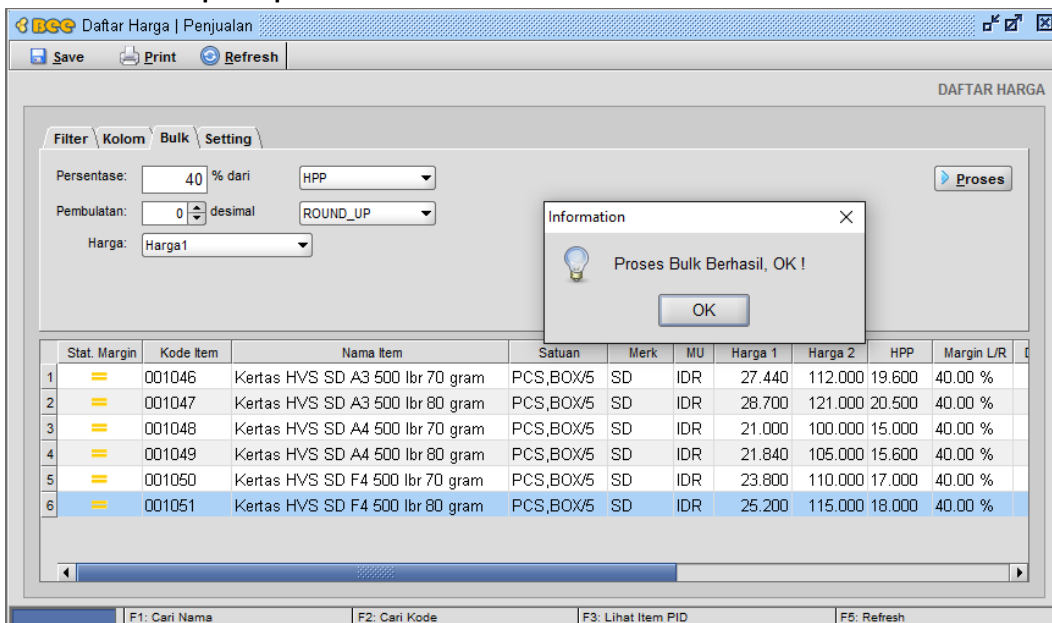 BEE Daftar Harga | Penjualan
Save Print Refresh
DAFTAR HARGA
Filter Kolom Bulk Setting
Persentase: 40 % dari HPP Proses
Pembulatan: 0 desimal ROUND_UP
Harga: Harga1
Information
Proses Bulk Berhasil, OK !
OK
Stat. Margin Kode Item Nama Item Satuan Merk MU Harga 1 Harga 2 HPP Margin L/R
1 001046 Kertas HVS SD A3 500 lbr 70 gram PCS,BOX/5 SD IDR 27.440 112.000 19.600 40.00 %
2 001047 Kertas HVS SD A3 500 lbr 80 gram PCS,BOX/5 SD IDR 28.700 121.000 20.500 40.00 %
3 001048 Kertas HVS SD A4 500 lbr 70 gram PCS,BOX/5 SD IDR 21.000 100.000 15.000 40.00 %
4 001049 Kertas HVS SD A4 500 lbr 80 gram PCS,BOX/5 SD IDR 21.840 105.000 15.600 40.00 %
5 001050 Kertas HVS SD F4 500 lbr 70 gram PCS,BOX/5 SD IDR 23.800 110.000 17.000 40.00 %
6 001051 Kertas HVS SD F4 500 lbr 80 gram PCS,BOX/5 SD IDR 25.200 115.000 18.000 40.00 %
F1: Cari Nama F2: Cari Kode F3: Lihat Item PID F5: Refresh